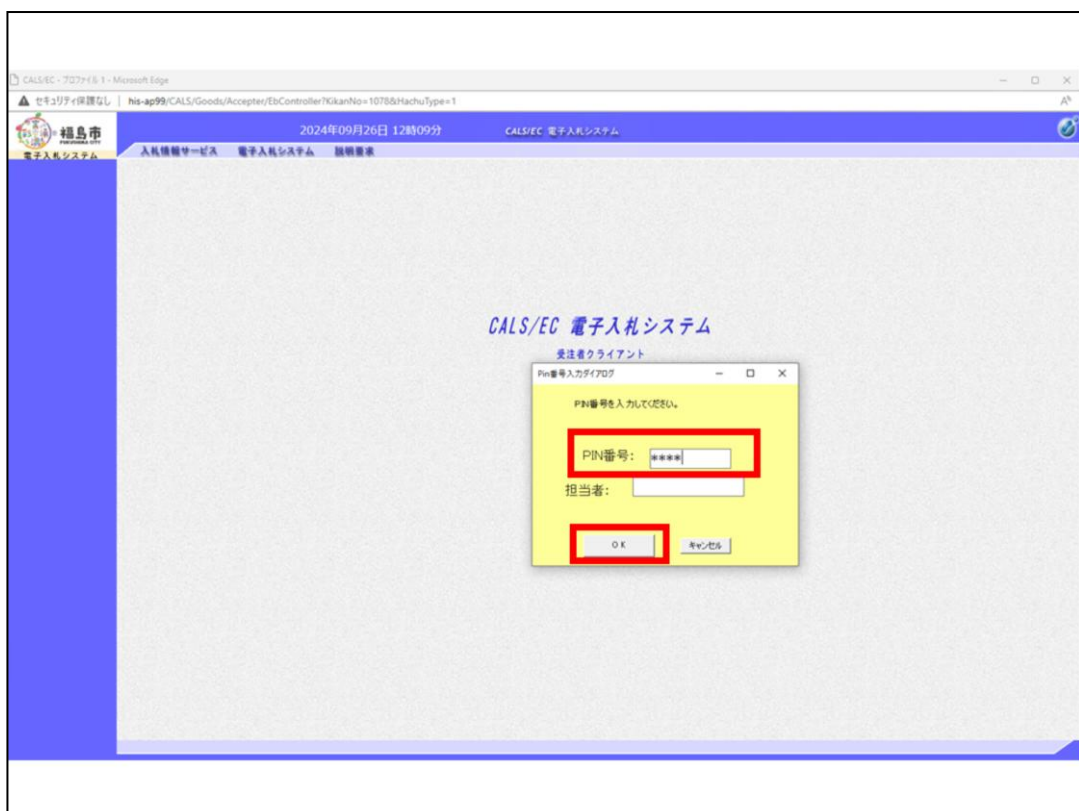 CALS/EC - プロファイル 1 - Microsoft Edge
セキュリティ保護なし | his-ap99/CALS/Goods/Accepter/EbController?KikanNo=1078&HachuType=1
福島市
FUKUSHIMA CITY
電子入札システム
2024年09月26日 12時09分
CALS/EC 電子入札システム
入札情報サービス 電子入札システム 説明要求
CALS/EC 電子入札システム
受注者クライアント
Pin番号入力ダイアログ
PIN番号を入力してください。
PIN番号: ****
担当者:
OK キャンセル